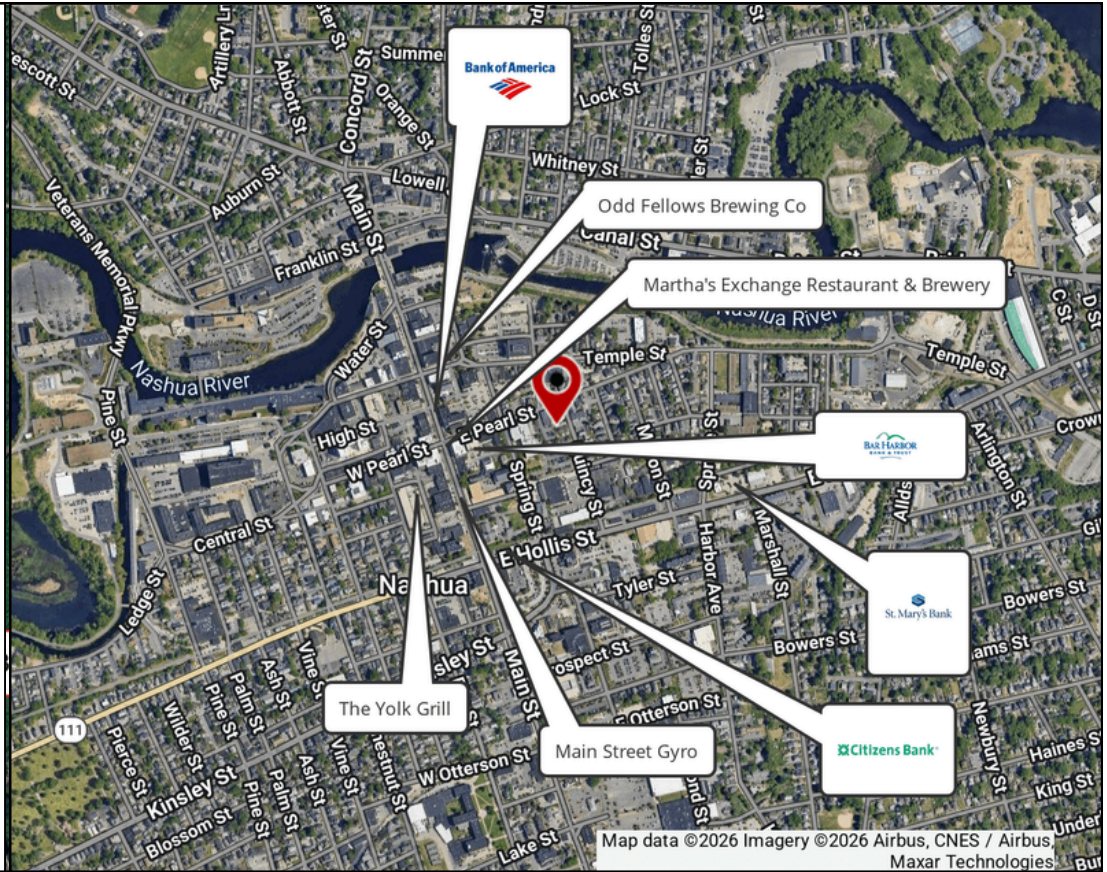 Artillery Ln
Tolles St
Summer
Bank of America
Concord St
Abbott St
Orange St
Lock St
Whitney St
Lowell
Auburn St
Main St
Veterans Memorial Pkwy
Odd Fellows Brewing Co
Canal St
Franklin St
Martha's Exchange Restaurant & Brewery
Nashua River
C St
Water St
Temple St
Temple St
Nashua River
Pine St
E Pearl St
High St
W Pearl St
BAR HARBOR
BANK & TRUST
Arlington St
Spring St
Central St
E Hollis St
Harbor Ave
Marshall St
Nashua
Tyler St
Ledge St
St. Mary's Bank
Bowers St
Bowers St
Main St
The Yolk Grill
E Otterson St
Main Street Gyro
Citizens Bank
111
Ash St
Palm St
Pine St
Wilder St
Pierce St
Vine St
W Otterson St
Newbury St
Haines St
King St
Kinsley St
Ash St
Palm St
Pine St
Blossom St
Lake St
Map data ©2026 Imagery ©2026 Airbus, CNES / Airbus,
Maxar Technologies